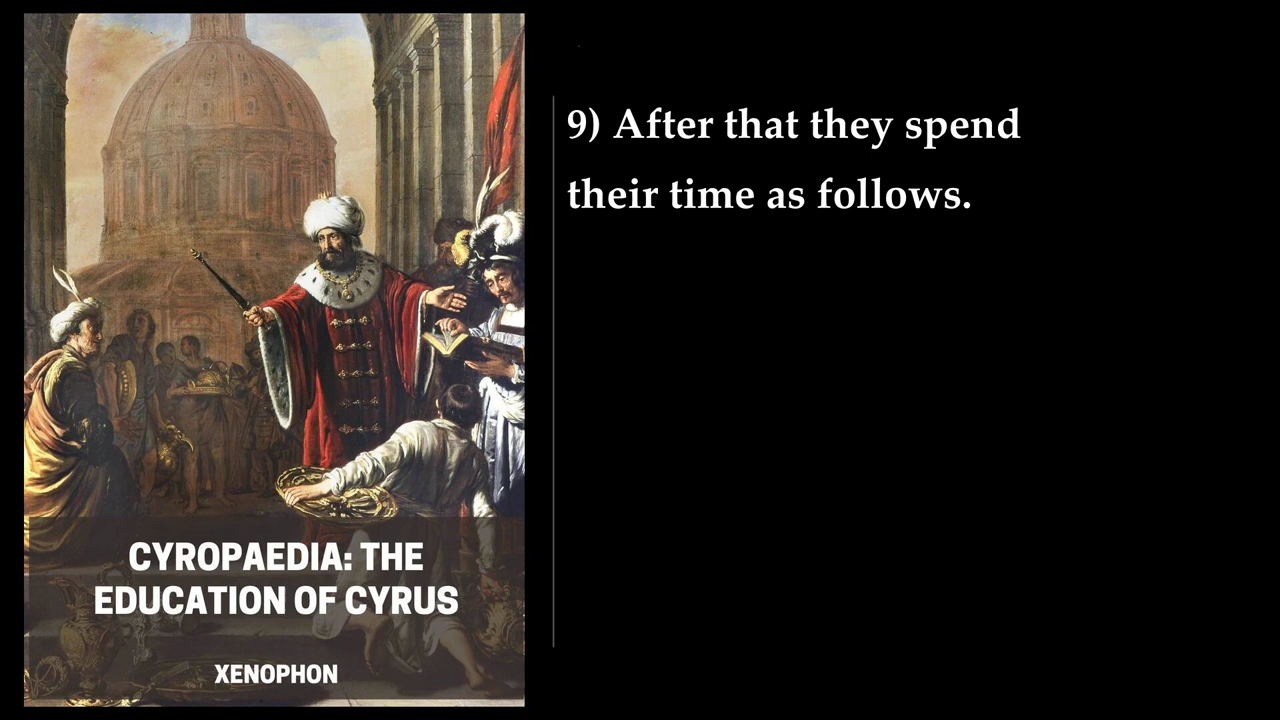 9) After that they spend
their time as follows.
CYROPAEDIA: THE
EDUCATION OF CYRUS
XENOPHON